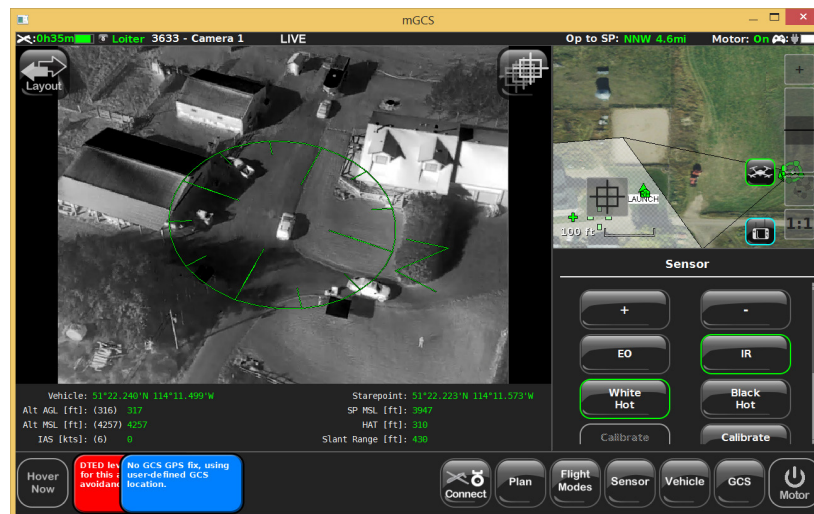 mGCS
:0h35m Loiter 3633 - Camera 1 LIVE Op to SP: NNW 4.6mi Motor: On
Layout
LAUNCH
100 ft
1:1
+
Sensor
+ -
EO IR
White Hot Black Hot
Calibrate Calibrate
Vehicle: 51°22.240'N 114°11.499'W Starepoint: 51°22.223'N 114°11.573'W
Alt AGL [ft]: (316) 317 SP MSL [ft]: 3947
Alt MSL [ft]: (4257) 4257 HAT [ft]: 310
IAS [kts]: (6) 0 Slant Range [ft]: 430
Hover
Now
DTED lev
for this a
avoidanc
No GCS GPS fix, using
user-defined GCS
location.
Connect
Plan
Flight
Modes
Sensor
Vehicle
GCS
Motor